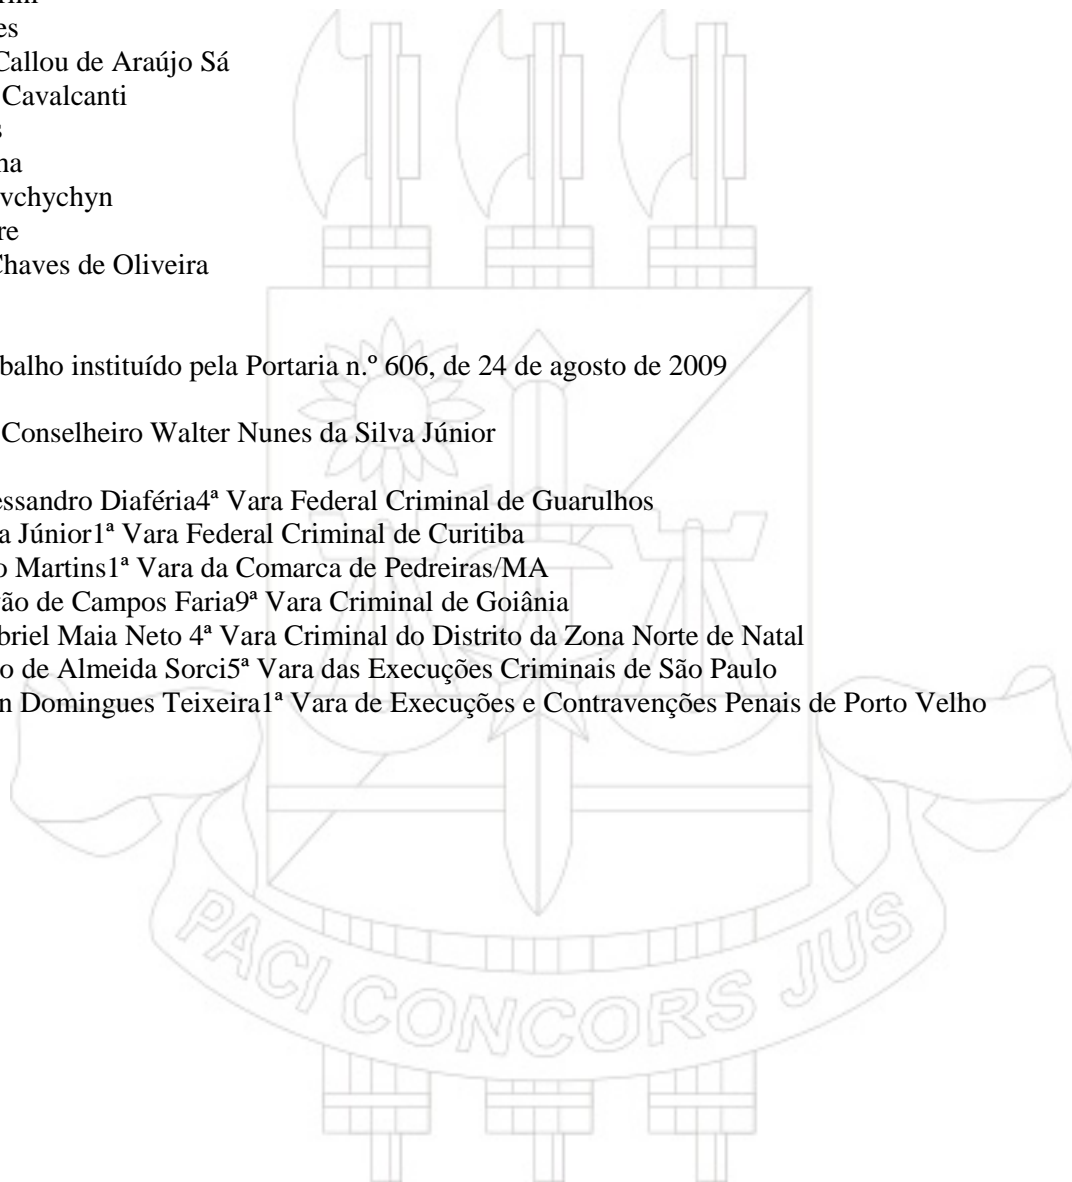 es
Callou de Araújo Sá
Cavalcanti
s
na
vchychyn
re
Chaves de Oliveira
balho instituído pela Portaria n.º 606, de 24 de agosto de 2009
Conselheiro Walter Nunes da Silva Júnior
essandro Diaféria4ª Vara Federal Criminal de Guarulhos
a Júnior1ª Vara Federal Criminal de Curitiba
o Martins1ª Vara da Comarca de Pedreiras/MA
vão de Campos Faria9ª Vara Criminal de Goiânia
briel Maia Neto 4ª Vara Criminal do Distrito da Zona Norte de Natal
o de Almeida Sorci5ª Vara das Execuções Criminais de São Paulo
n Domingues Teixeira1ª Vara de Execuções e Contravenções Penais de Porto Velho
PACI CONCORS JUS